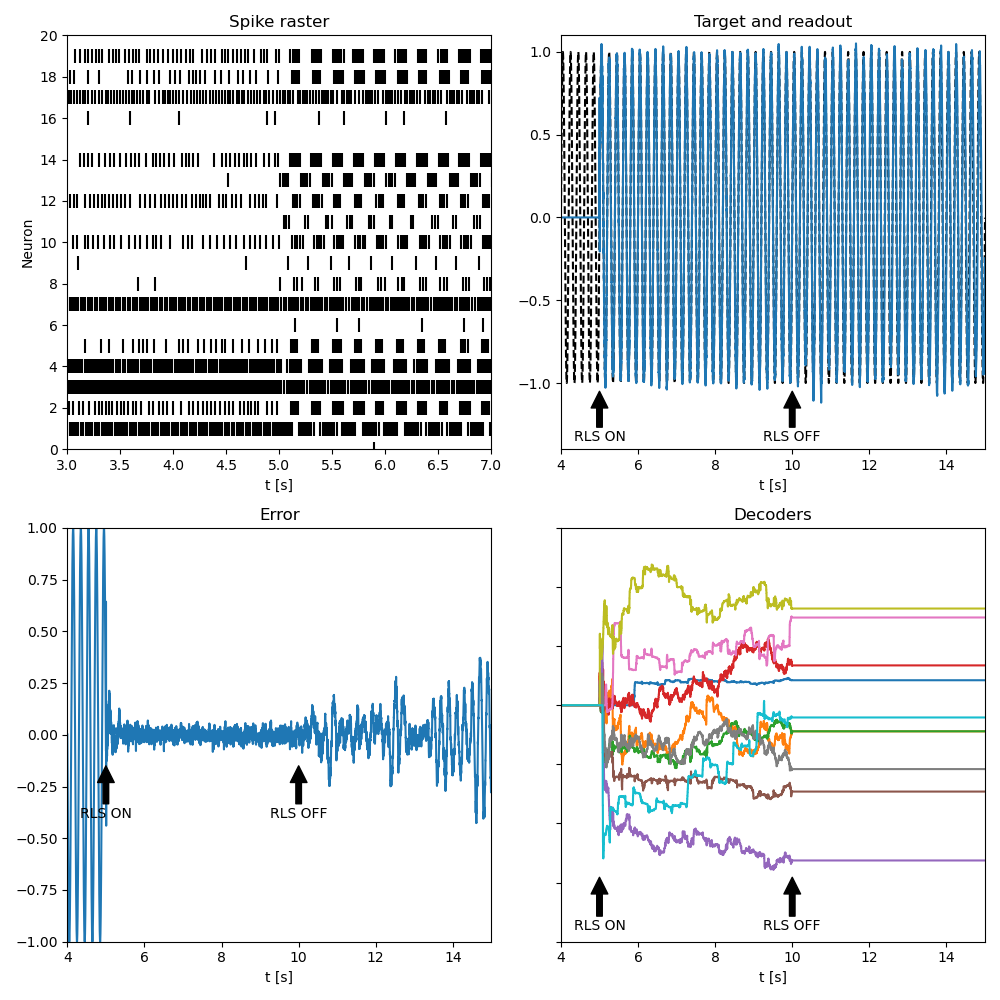 Spike raster
Neuron
20
18
16
14
12
10
8
6
4
2
0
3.0 3.5 4.0 4.5 5.0 5.5 6.0 6.5 7.0
t [s]
Target and readout
1.0
0.5
0.0
−0.5
−1.0
RLS ON RLS OFF
4 6 8 10 12 14
t [s]
Error
1.00
0.75
0.50
0.25
0.00
−0.25
−0.50
−0.75
−1.00
RLS ON RLS OFF
4 6 8 10 12 14
t [s]
Decoders
RLS ON RLS OFF
4 6 8 10 12 14
t [s]